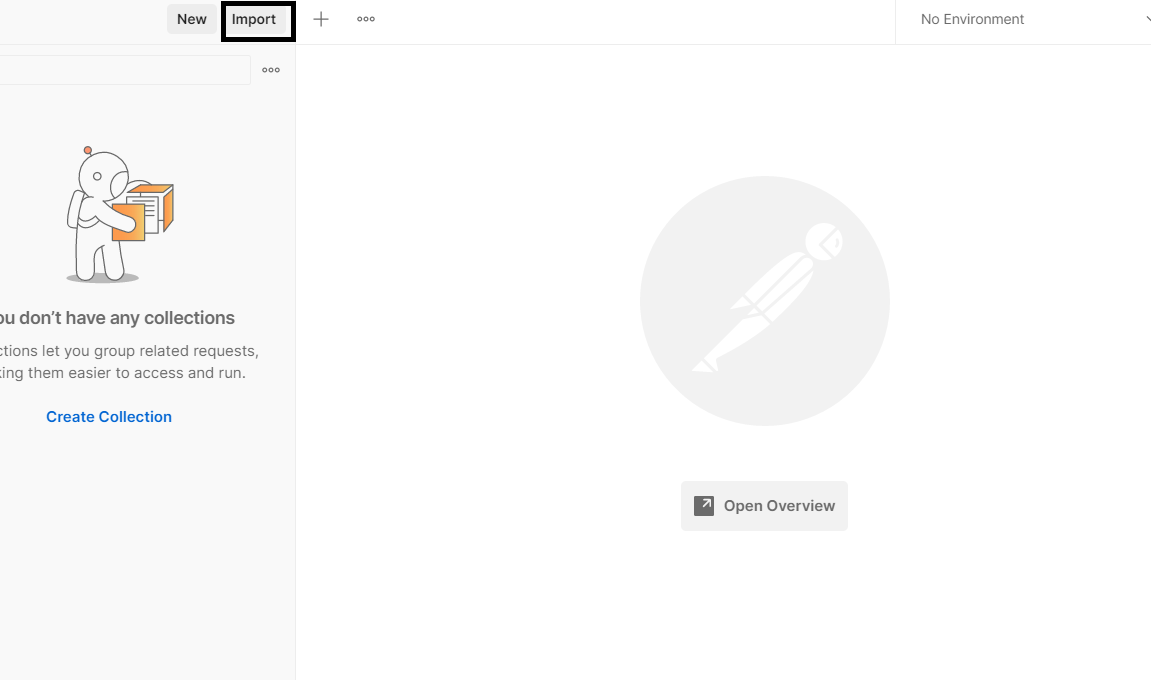 New
Import
No Environment
ou don’t have any collections
ctions let you group related requests,
king them easier to access and run.
Create Collection
Open Overview